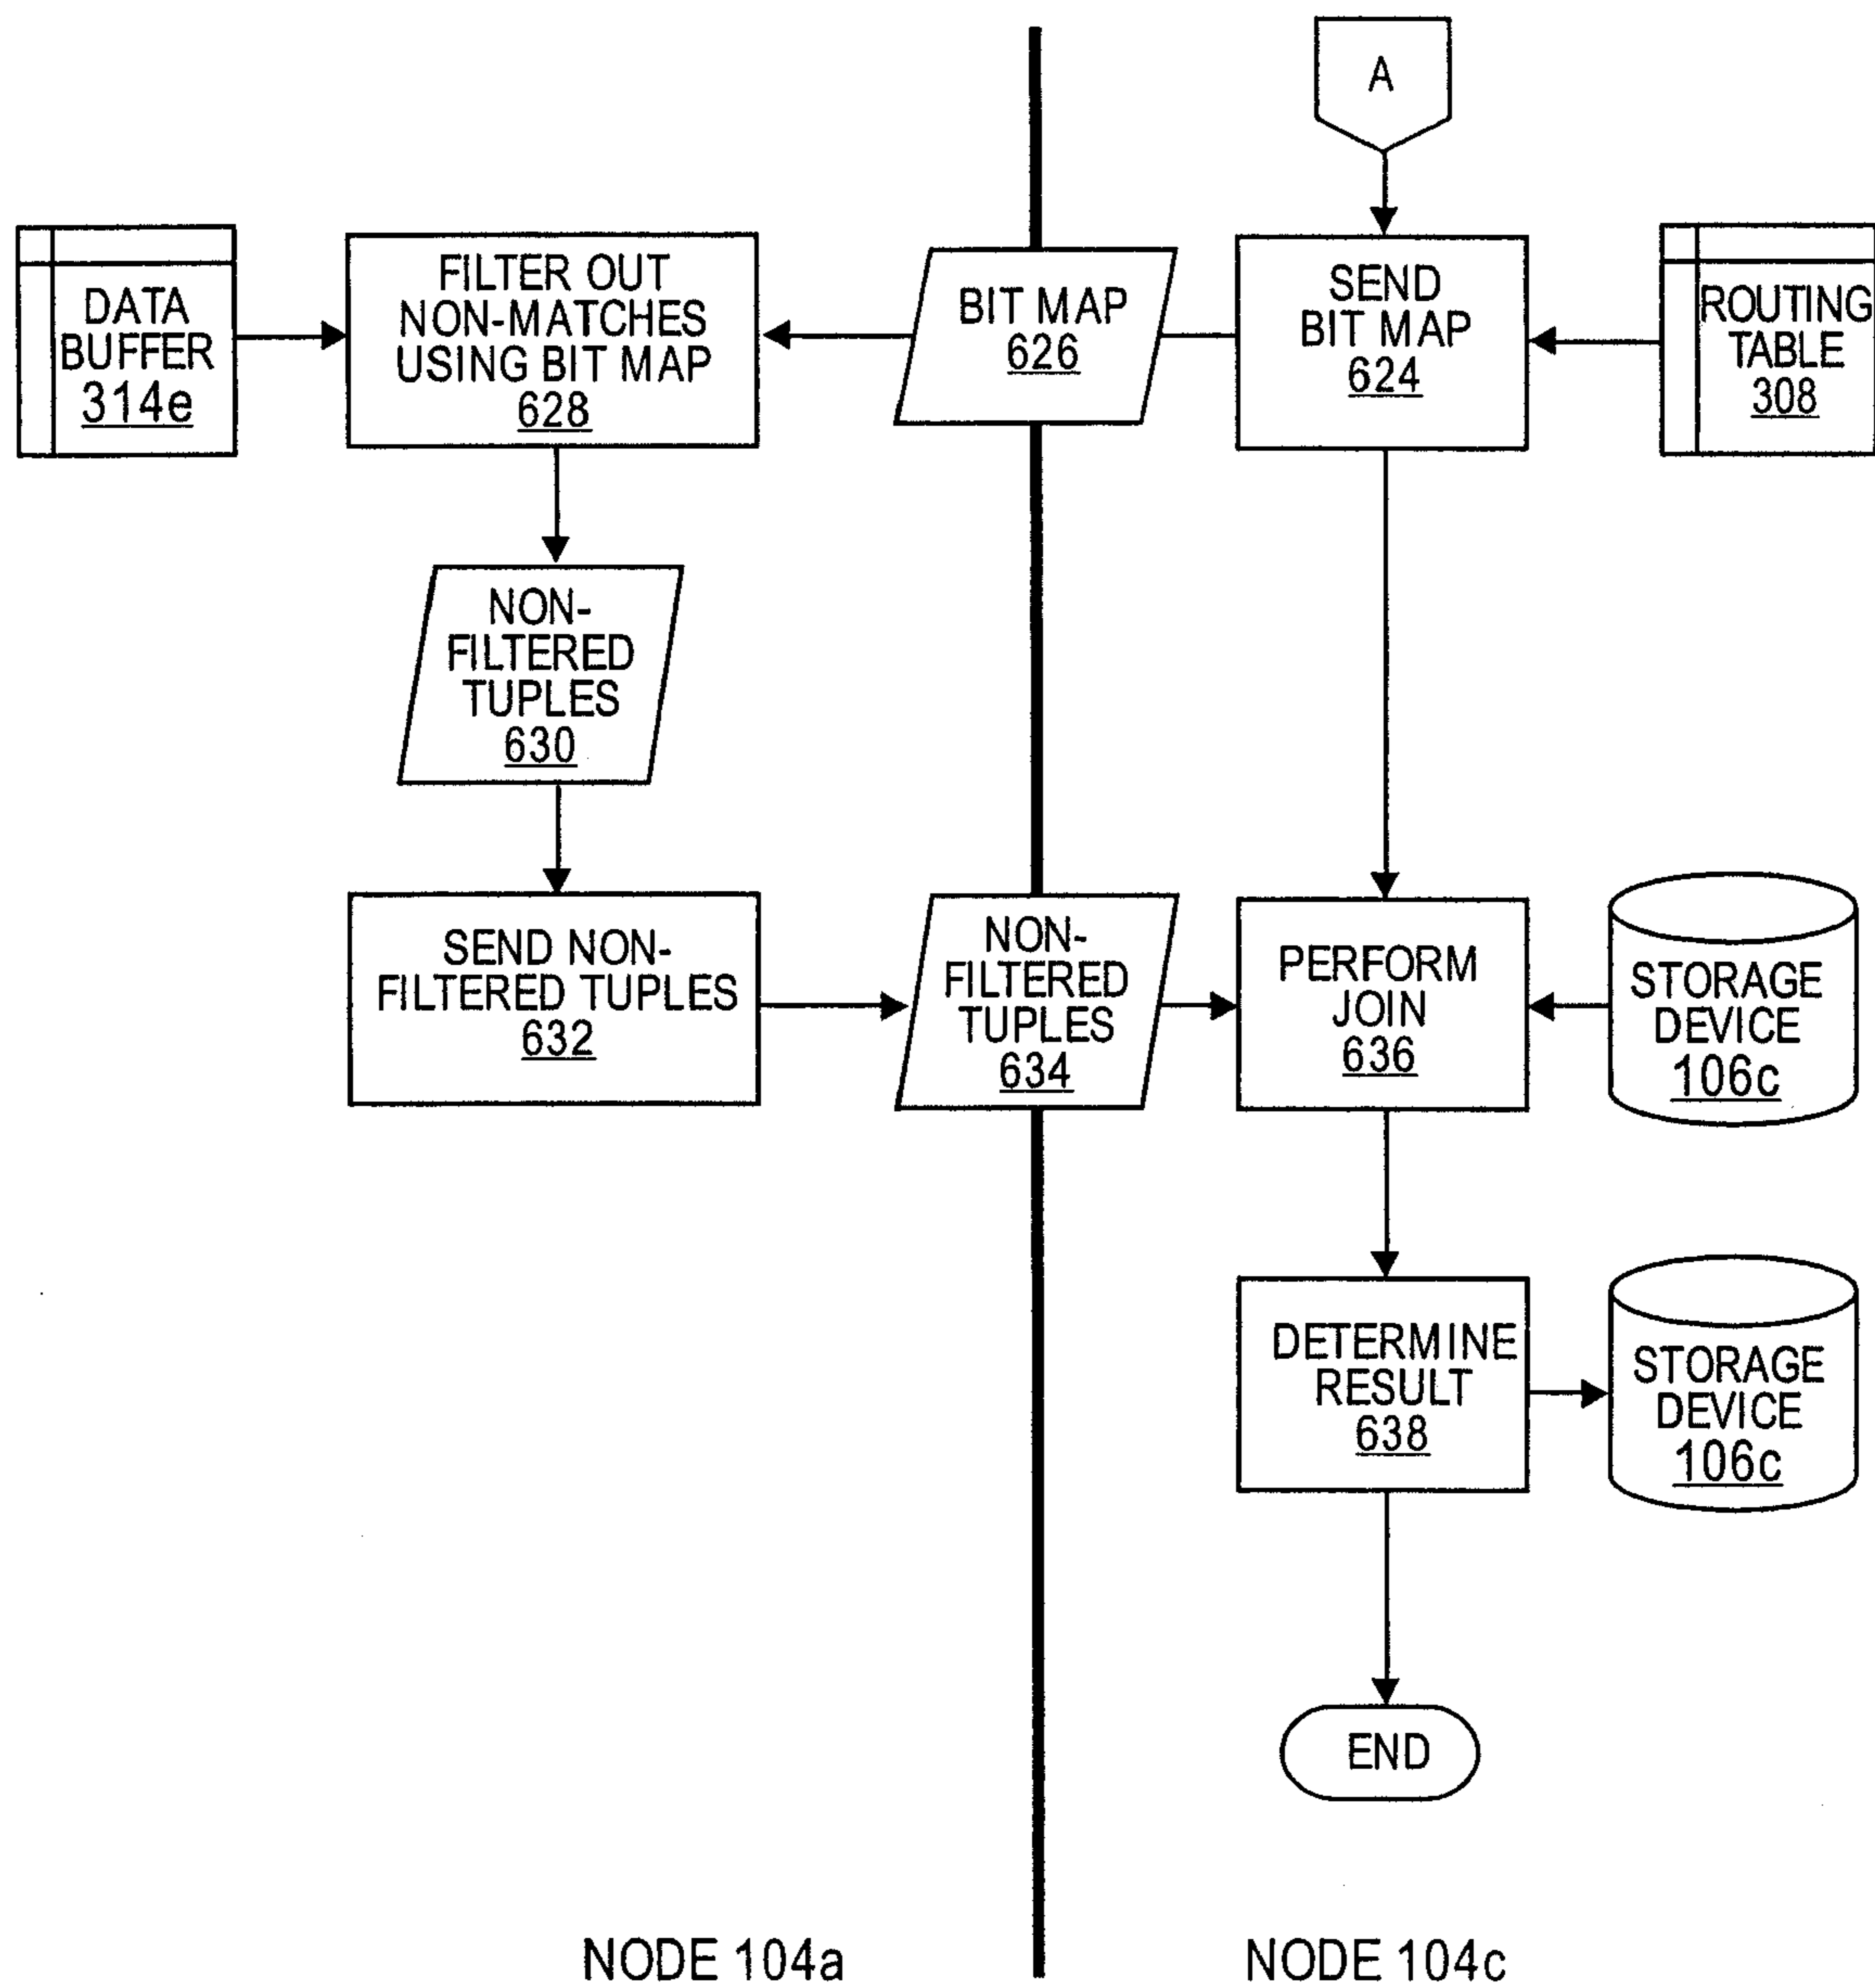 A
DATA
BUFFER
314e
FILTER OUT
NON-MATCHES
USING BIT MAP
628
BIT MAP
626
SEND
BIT MAP
624
ROUTING
TABLE
308
NON-
FILTERED
TUPLES
630
SEND NON-
FILTERED TUPLES
632
NON-
FILTERED
TUPLES
634
PERFORM
JOIN
636
STORAGE
DEVICE
106c
DETERMINE
RESULT
638
STORAGE
DEVICE
106c
END
NODE 104a
NODE 104c